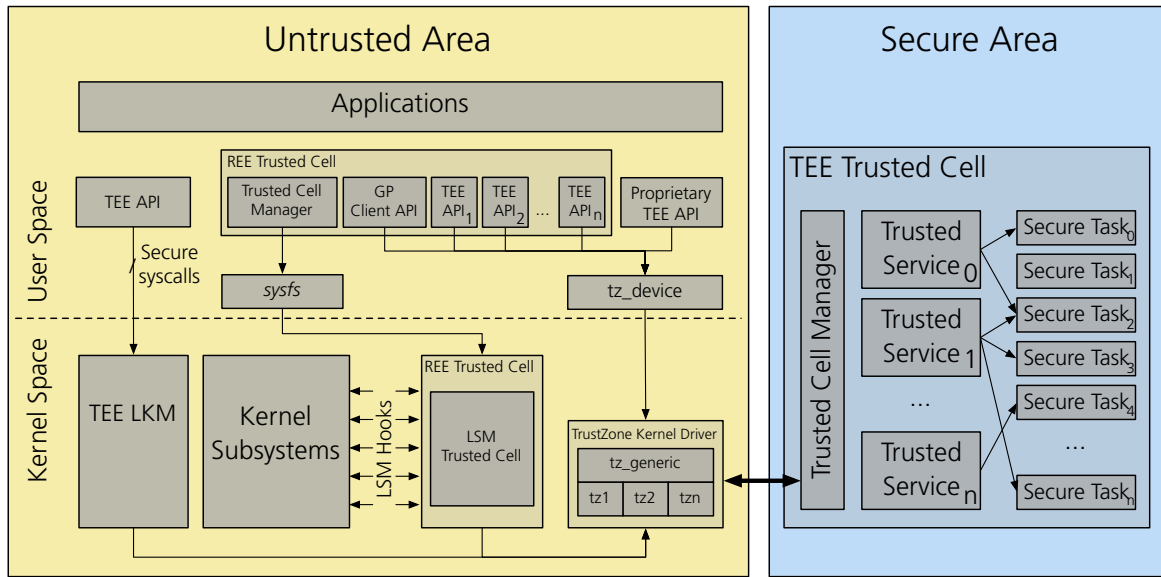 Untrusted Area
Secure Area
Applications
User Space
TEE API
REE Trusted Cell
Trusted Cell
Manager
GP
Client API
TEE
API1
TEE
API2
...
TEE
APIn
Proprietary
TEE API
Secure
syscalls
sysfs
tz_device
Kernel Space
TEE LKM
Kernel
Subsystems
LSM Hooks
REE Trusted Cell
LSM
Trusted Cell
TrustZone Kernel Driver
tz_generic
tz1
tz2
tzn
TEE Trusted Cell
Trusted Cell Manager
Trusted
Service0
Trusted
Service1
...
Trusted
Servicen
Secure Task0
Secure Task1
Secure Task2
Secure Task3
Secure Task4
...
Secure Taskn